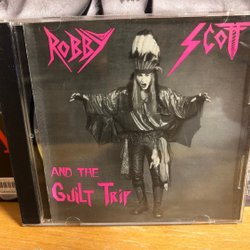 ROBBY SCOTT
AND THE
GUILT TRIP